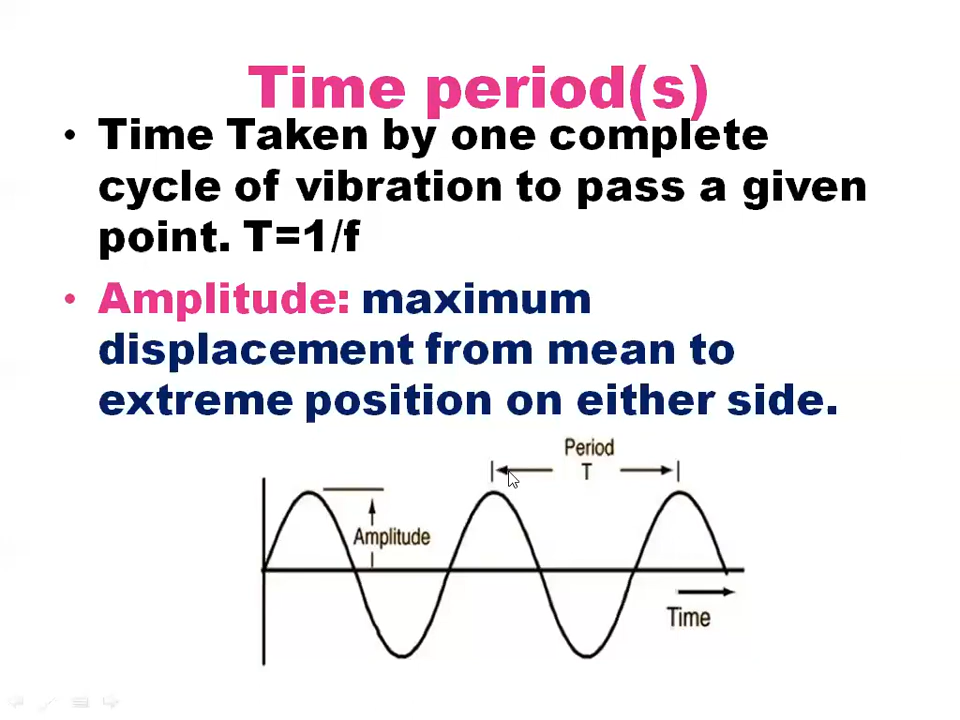 Time period(s)
• Time Taken by one complete
cycle of vibration to pass a given
point. T=1/f
• Amplitude: maximum
displacement from mean to
extreme position on either side.
Period
T
Amplitude
Time